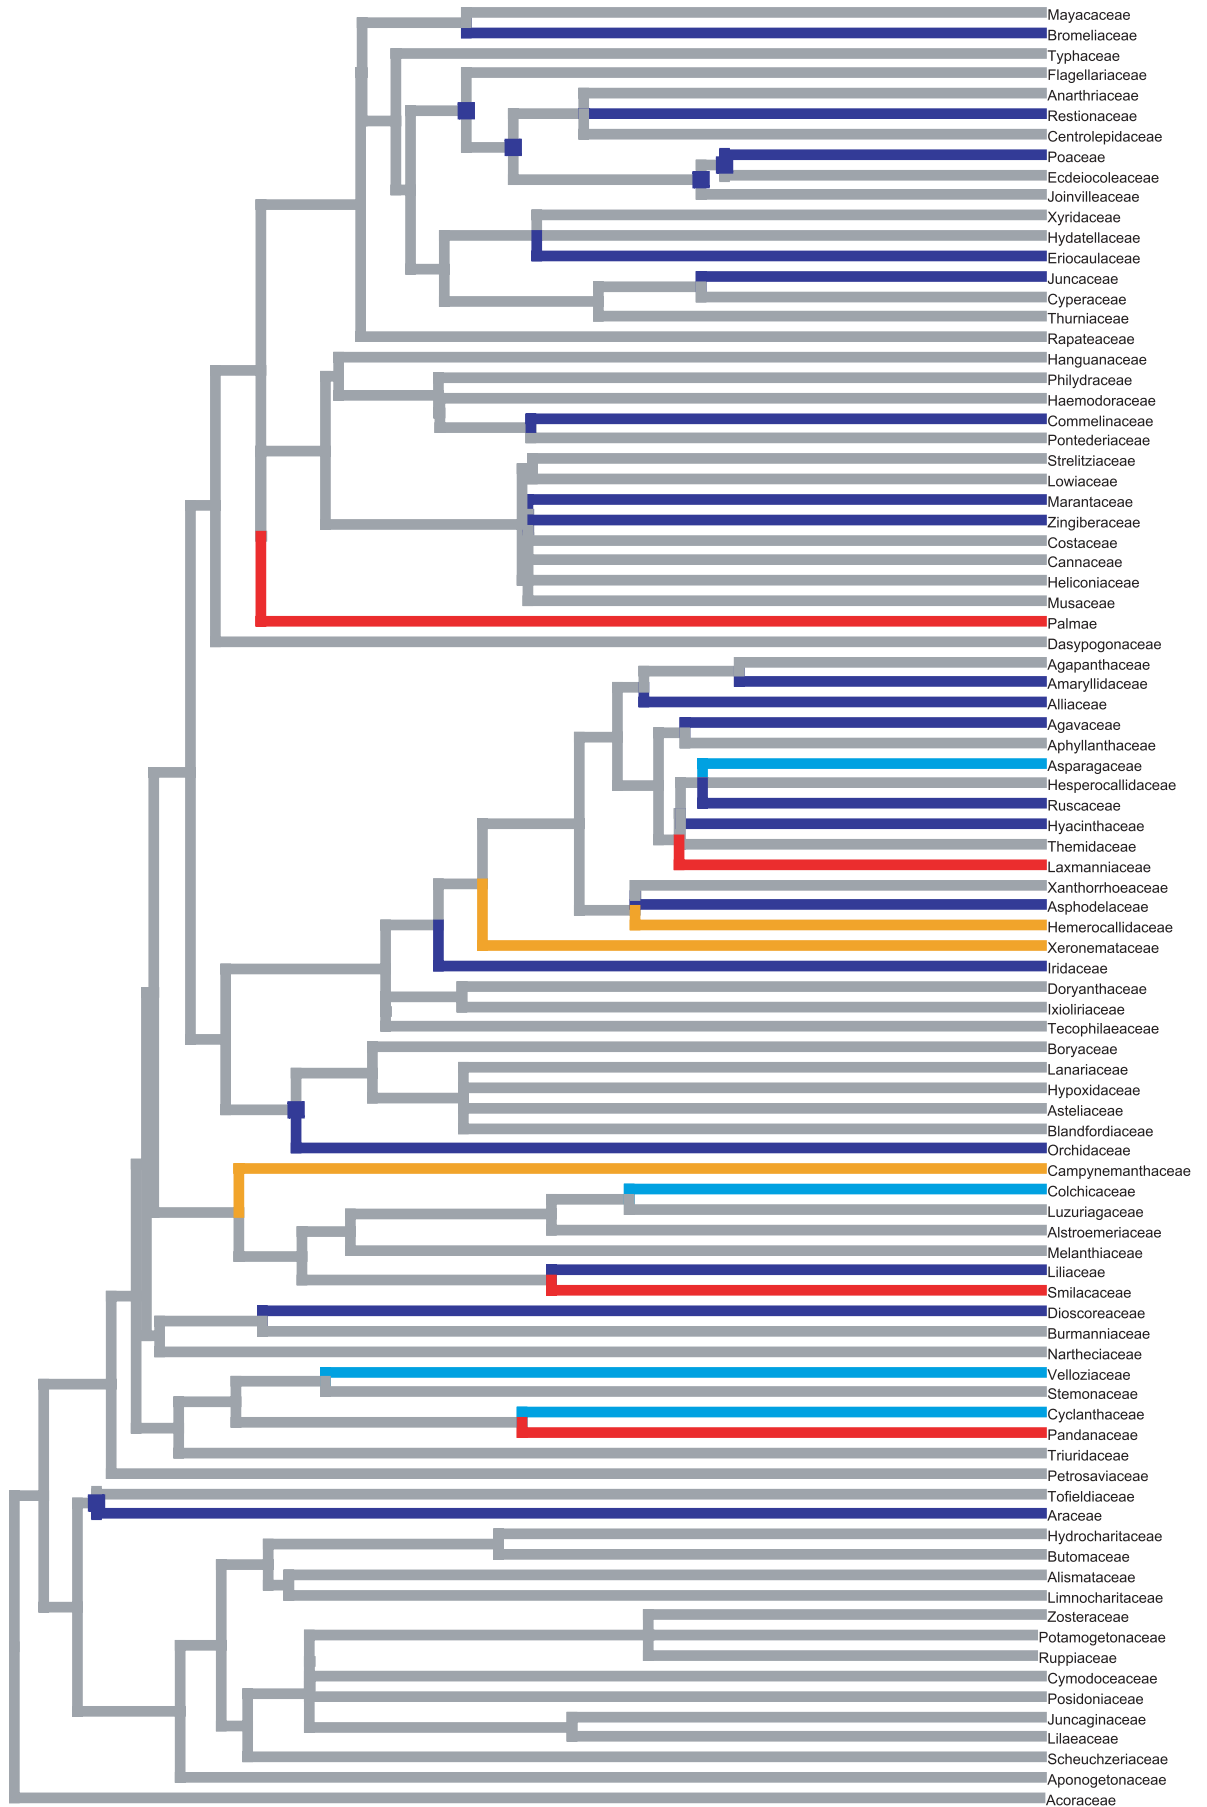 Mayacaceae
Bromeliaceae
Typhaceae
Flagellariaceae
Anarthriaceae
Restionaceae
Centrolepidaceae
Poaceae
Ecdeiocoleaceae
Joinvilleaceae
Xyridaceae
Hydatellaceae
Eriocaulaceae
Juncaceae
Cyperaceae
Thurniaceae
Rapateaceae
Hanguanaceae
Philydraceae
Haemodoraceae
Commelinaceae
Pontederiaceae
Strelitziaceae
Lowiaceae
Marantaceae
Zingiberaceae
Costaceae
Cannaceae
Heliconiaceae
Musaceae
Palmae
Dasypogonaceae
Agapanthaceae
Amaryllidaceae
Alliaceae
Agavaceae
Aphyllanthaceae
Asparagaceae
Hesperocallidaceae
Ruscaceae
Hyacinthaceae
Themidaceae
Laxmanniaceae
Xanthorrhoeaceae
Asphodelaceae
Hemerocallidaceae
Xeronemataceae
Iridaceae
Doryanthaceae
Ixioliriaceae
Tecophilaeaceae
Boryaceae
Lanariaceae
Hypoxidaceae
Asteliaceae
Blandfordiaceae
Orchidaceae
Campynemanthaceae
Colchicaceae
Luzuriagaceae
Alstroemeriaceae
Melanthiaceae
Liliaceae
Smilacaceae
Dioscoreaceae
Burmanniaceae
Nartheciaceae
Velloziaceae
Stemonaceae
Cyclanthaceae
Pandanaceae
Triuridaceae
Petrosaviaceae
Tofieldiaceae
Araceae
Hydrocharitaceae
Butomaceae
Alismataceae
Limnocharitaceae
Zosteraceae
Potamogetonaceae
Ruppiaceae
Cymodoceaceae
Posidoniaceae
Juncaginaceae
Lilaeaceae
Scheuchzeriaceae
Aponogetonaceae
Acoraceae